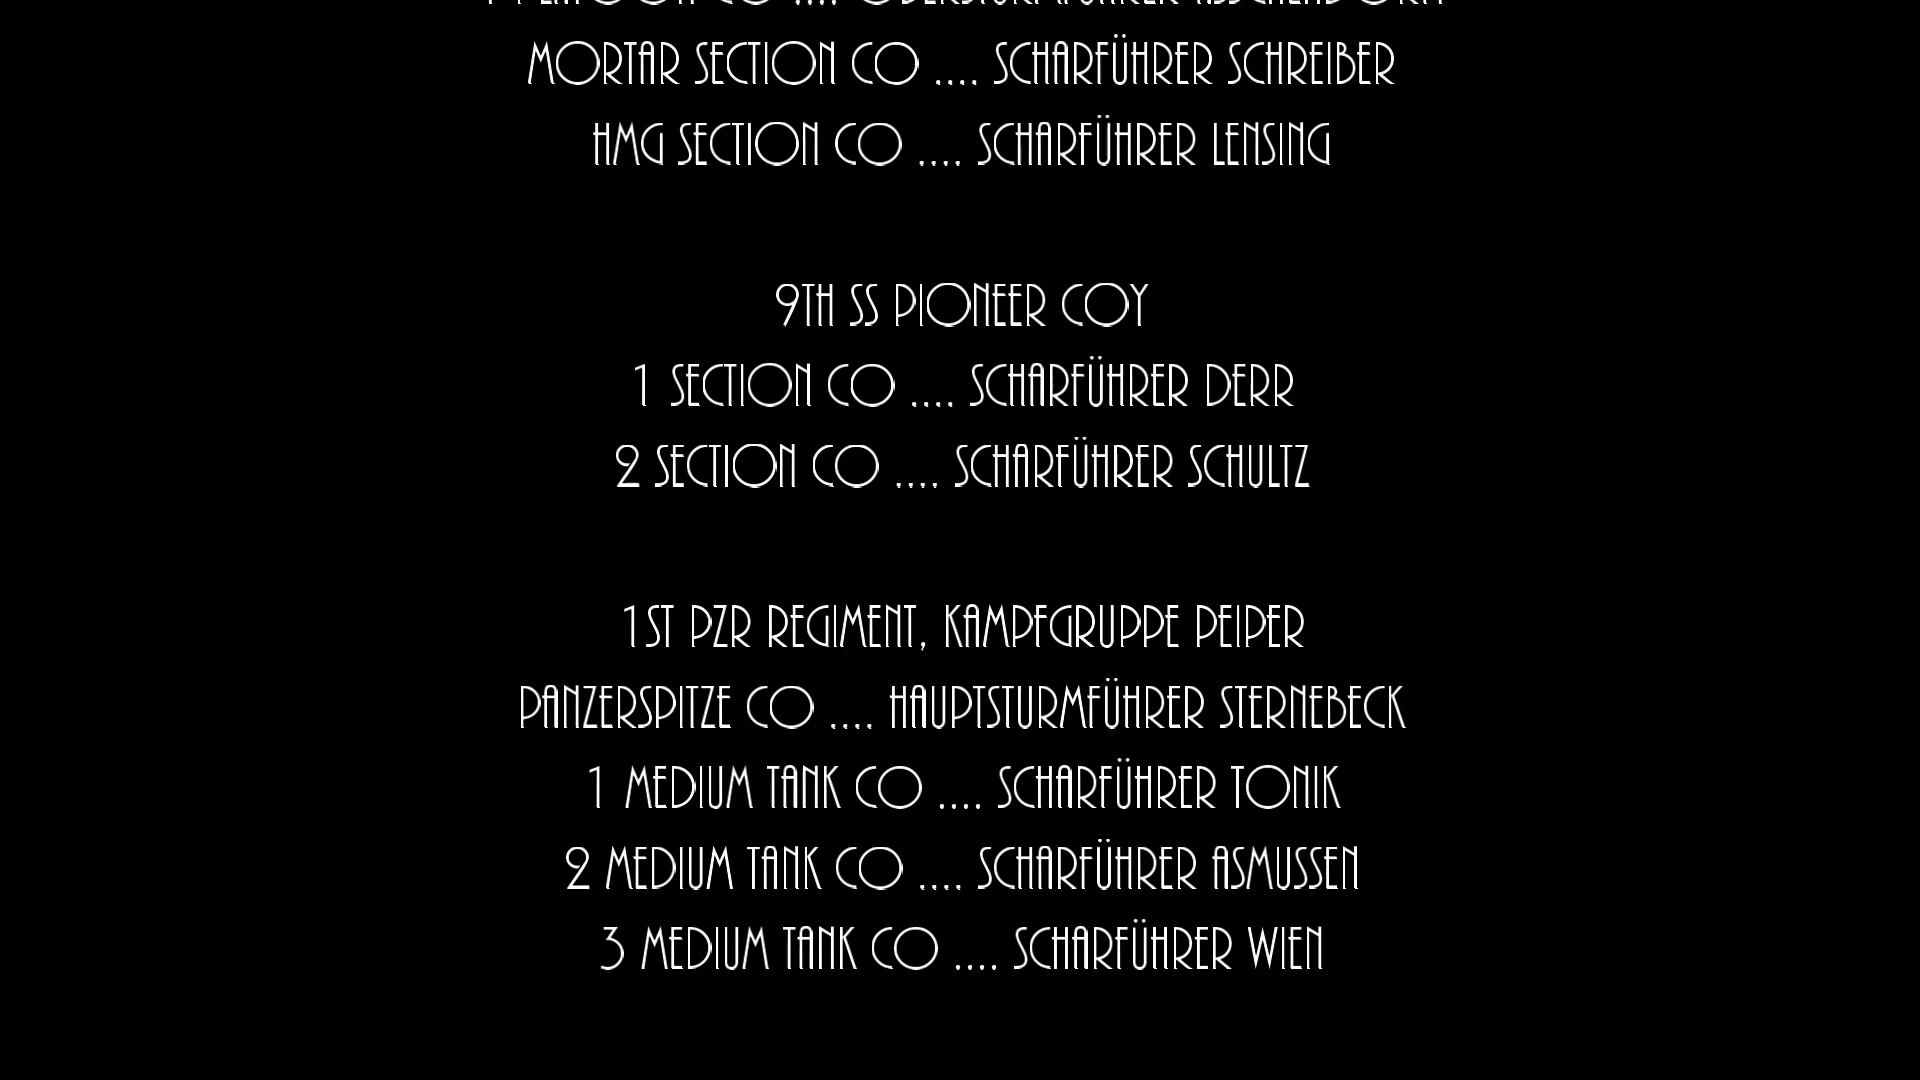 MORTAR SECTION CO .... SCHARFÜHRER SCHREIBER
HMG SECTION CO .... SCHARFÜHRER LENSING
9TH SS PIONEER COY
1 SECTION CO .... SCHARFÜHRER DERR
2 SECTION CO .... SCHARFÜHRER SCHULTZ
1ST PZR REGIMENT, KAMPFGRUPPE PEIPER
PANZERSPITZE CO .... HAUPTSTURMFÜHRER STERNEBECK
1 MEDIUM TANK CO .... SCHARFÜHRER TONIK
2 MEDIUM TANK CO .... SCHARFÜHRER ASMUSSEN
3 MEDIUM TANK CO .... SCHARFÜHRER WIEN